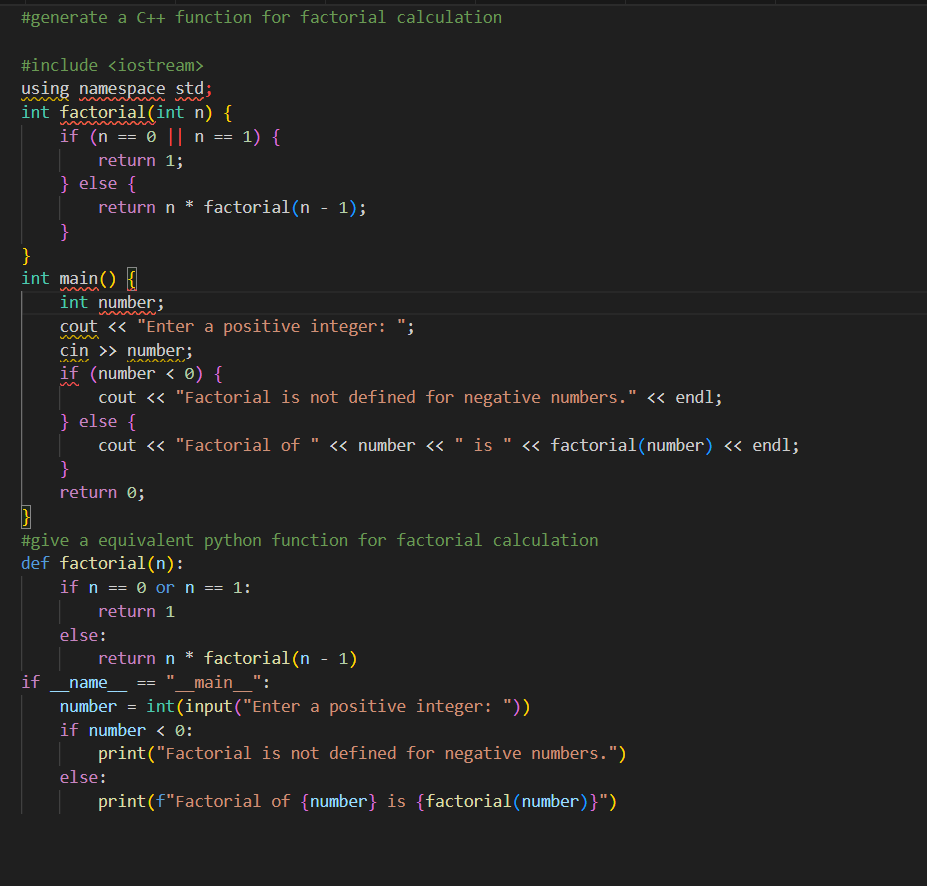 #generate a C++ function for factorial calculation

#include <iostream>
using namespace std;
int factorial(int n) {
    if (n == 0 || n == 1) {
        return 1;
    } else {
        return n * factorial(n - 1);
    }
}
int main() {
    int number;
    cout << "Enter a positive integer: ";
    cin >> number;
    if (number < 0) {
        cout << "Factorial is not defined for negative numbers." << endl;
    } else {
        cout << "Factorial of " << number << " is " << factorial(number) << endl;
    }
    return 0;
}
#give a equivalent python function for factorial calculation
def factorial(n):
    if n == 0 or n == 1:
        return 1
    else:
        return n * factorial(n - 1)
if __name__ == "__main__":
    number = int(input("Enter a positive integer: "))
    if number < 0:
        print("Factorial is not defined for negative numbers.")
    else:
        print(f"Factorial of {number} is {factorial(number)}")